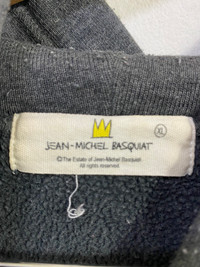 XL
JEAN-MICHEL BASQUIAT
©The Estate of Jean-Michel Basquiat
All rights reserved.